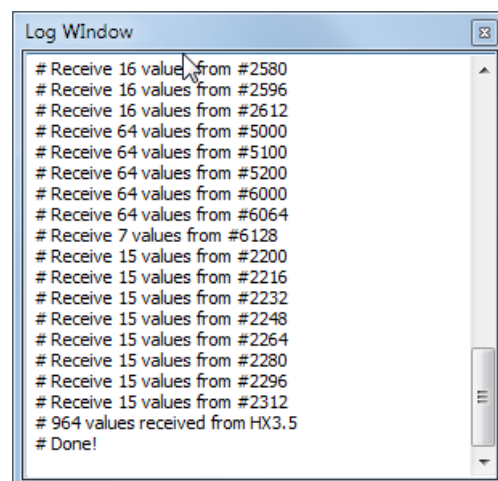 Log WIndow
# Receive 16 values from #2580
# Receive 16 values from #2596
# Receive 16 values from #2612
# Receive 64 values from #5000
# Receive 64 values from #5100
# Receive 64 values from #5200
# Receive 64 values from #6000
# Receive 64 values from #6064
# Receive 7 values from #6128
# Receive 15 values from #2200
# Receive 15 values from #2216
# Receive 15 values from #2232
# Receive 15 values from #2248
# Receive 15 values from #2264
# Receive 15 values from #2280
# Receive 15 values from #2296
# Receive 15 values from #2312
# 964 values received from HX3.5
# Done!